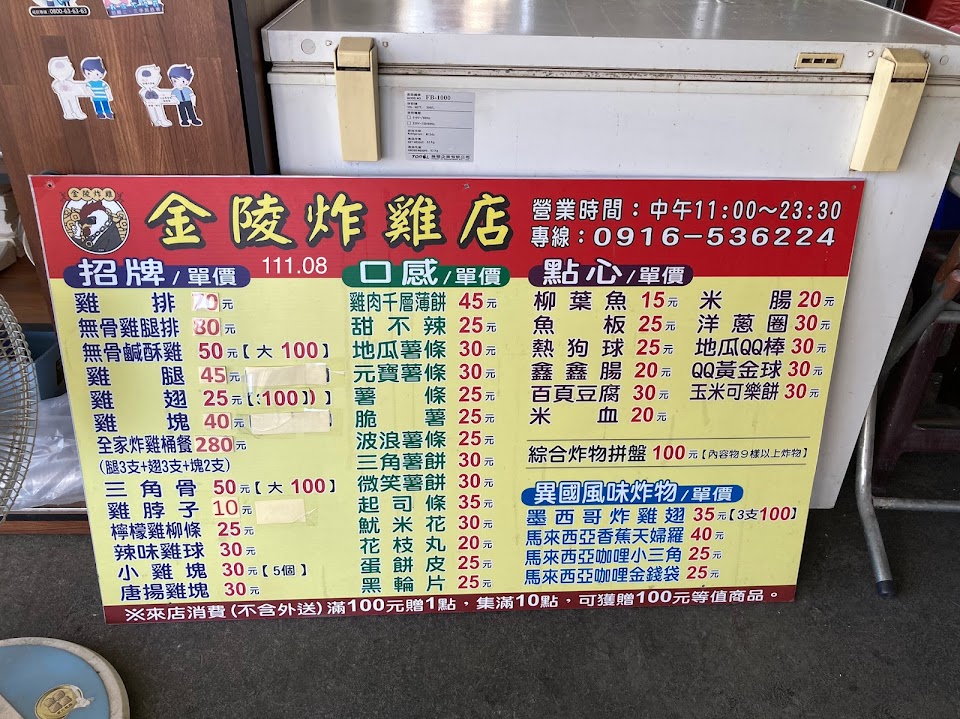 0800-63-63-63
FB-1000
金陵炸雞
金陵炸雞店
營業時間：中午11:00～23:30
專線：0916-536224
招牌/單價
111.08
雞排 70元
無骨雞腿排 80元
無骨鹹酥雞 50元【大 100】
雞腿 45元
雞翅 25元【3100】
雞塊 40元
全家炸雞桶餐 280元
(腿3支+翅3支+塊2支)
三角骨 50元【大 100】
雞脖子 10元
檸檬雞柳條 25元
辣味雞球 30元
小雞塊 30元【5個】
唐揚雞塊 30元
口感/單價
雞肉千層薄餅 45元
甜不辣 25元
地瓜薯條 30元
元寶薯條 30元
薯條 25元
脆薯 25元
波浪薯條 25元
三角薯餅 30元
微笑薯餅 30元
起司條 35元
魷米花 30元
花枝丸 20元
蛋餅皮 25元
黑輪片 25元
點心/單價
柳葉魚 15元
魚板 25元
熱狗球 25元
鑫鑫腸 20元
百頁豆腐 30元
米血 20元
米腸 20元
洋蔥圈 30元
地瓜QQ棒 30元
QQ黃金球 30元
玉米可樂餅 30元
綜合炸物拼盤 100元【內容物9樣以上炸物】
異國風味炸物/單價
墨西哥炸雞翅 35元【3支100】
馬來西亞香蕉天婦羅 40元
馬來西亞咖哩小三角 25元
馬來西亞咖哩金錢袋 25元
※來店消費(不含外送)滿100元贈1點，集滿10點，可獲贈100元等值商品。